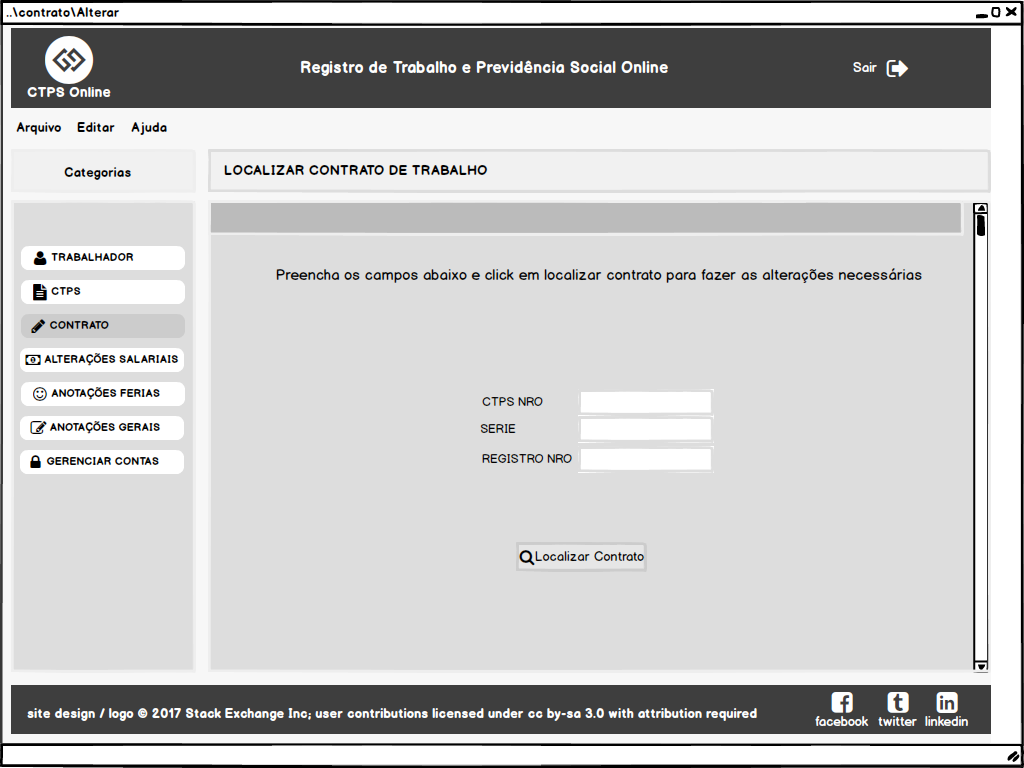 ..\contrato\Alterar
CTPS Online
Registro de Trabalho e Previdência Social Online
Sair
Arquivo Editar Ajuda
Categorias
LOCALIZAR CONTRATO DE TRABALHO
TRABALHADOR
CTPS
CONTRATO
ALTERAÇÕES SALARIAIS
ANOTAÇÕES FERIAS
ANOTAÇÕES GERAIS
GERENCIAR CONTAS
Preencha os campos abaixo e click em localizar contrato para fazer as alterações necessárias
CTPS NRO
SERIE
REGISTRO NRO
Localizar Contrato
site design / logo © 2017 Stack Exchange Inc; user contributions licensed under cc by-sa 3.0 with attribution required
facebook twitter linkedin